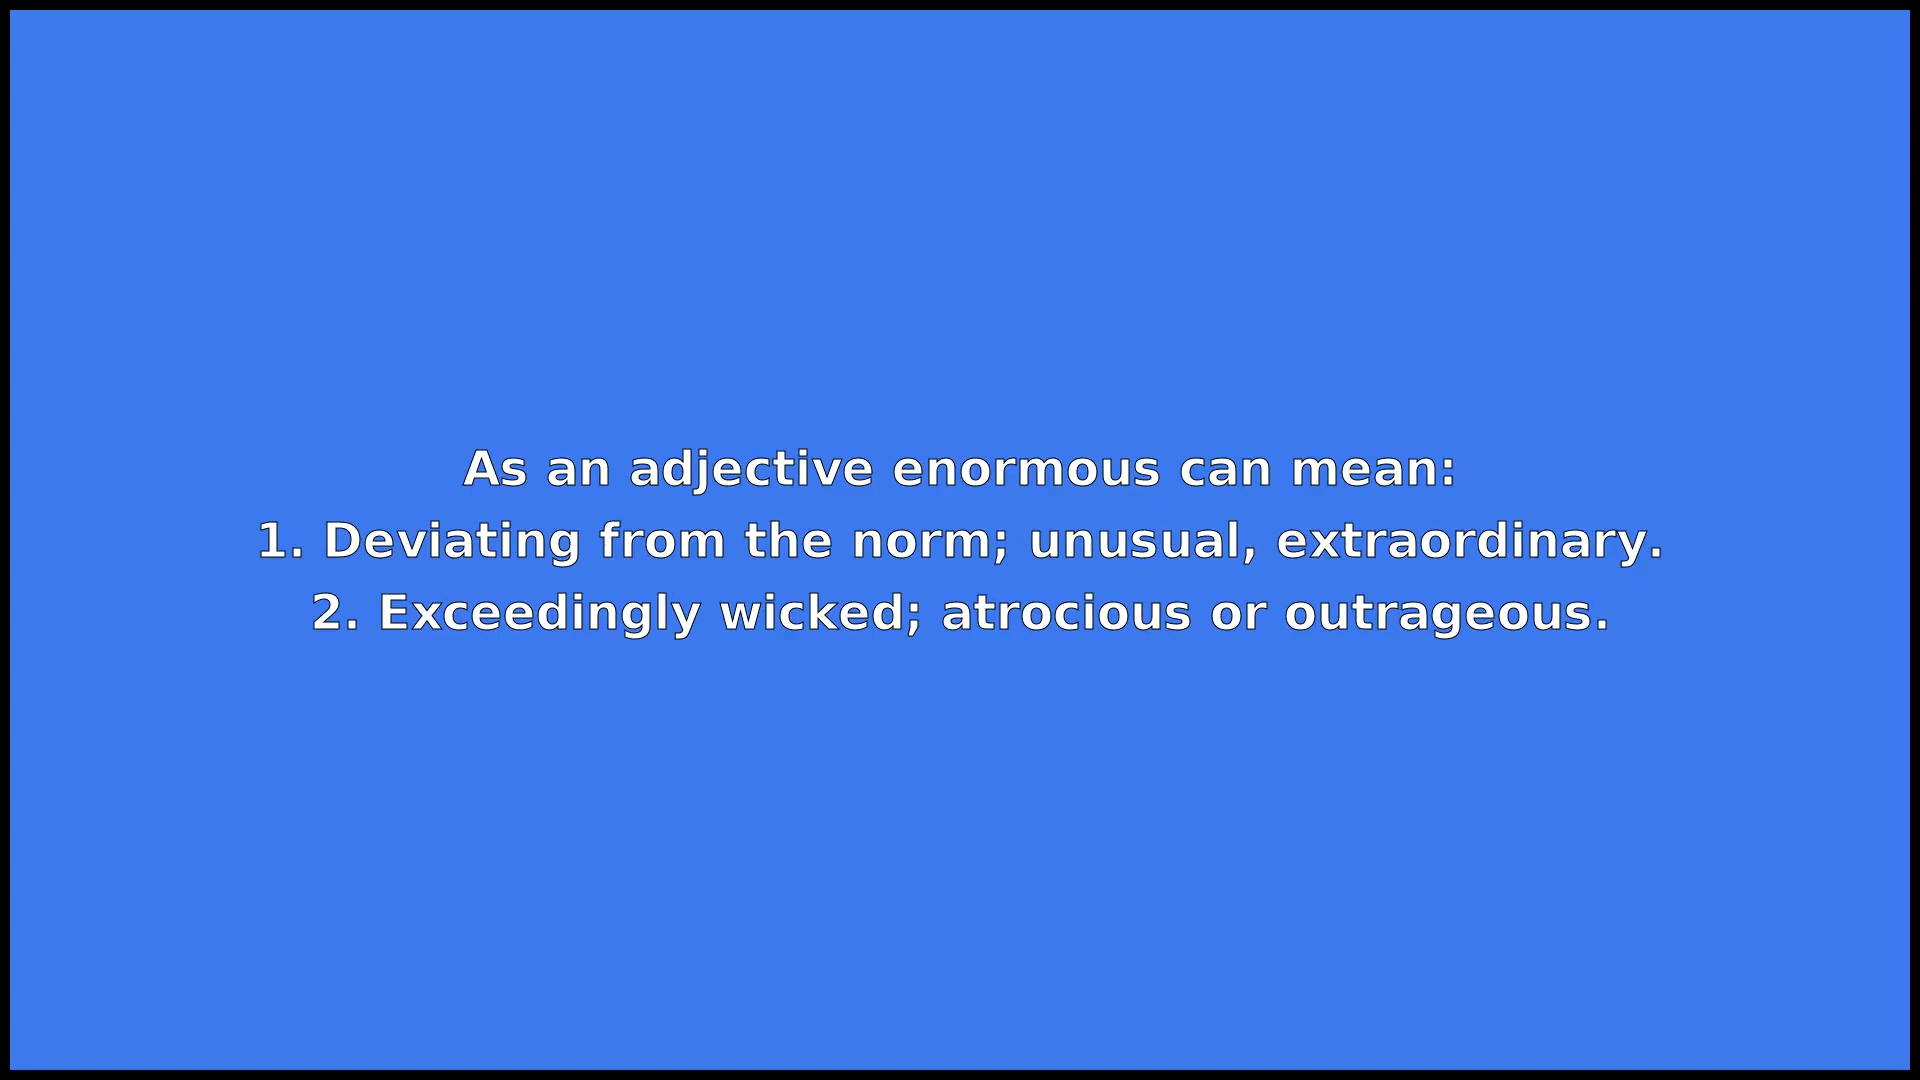 As an adjective enormous can mean:
1. Deviating from the norm; unusual, extraordinary.
2. Exceedingly wicked; atrocious or outrageous.